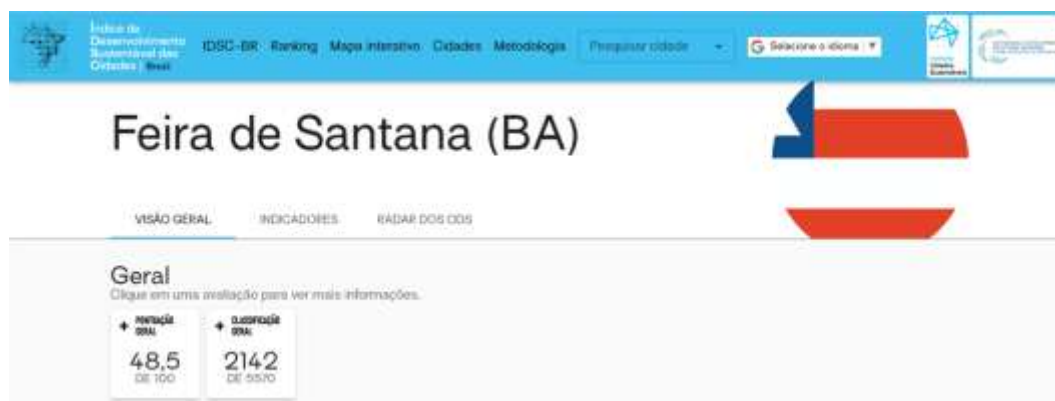 Índice de
Desenvolvimento
Sustentável das
Cidades | Brasil
IDSC-BR Ranking Mapa interativo Cidades Metodologia Pesquisar cidade
G Selecione o idioma ▼
Feira de Santana (BA)
VISÃO GERAL INDICADORES RADAR DOS ODS
Geral
Clique em uma avaliação para ver mais informações.
+ PONTUAÇÃO GERAL
48,5
DE 100
+ CLASSIFICAÇÃO GERAL
2142
DE 5570